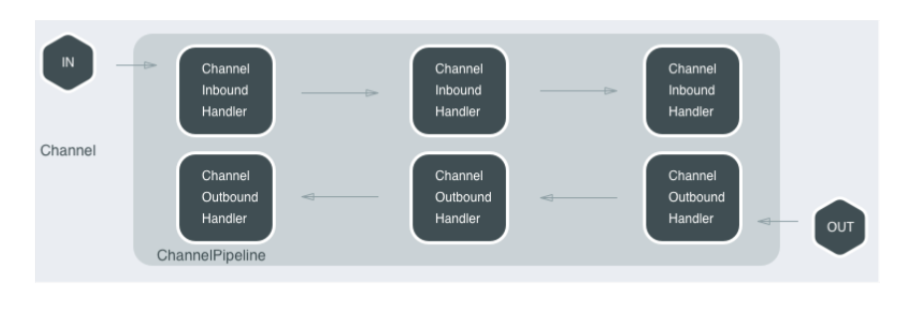 IN
Channel
Inbound
Handler
Channel
Inbound
Handler
Channel
Inbound
Handler
Channel
Channel
Outbound
Handler
Channel
Outbound
Handler
Channel
Outbound
Handler
OUT
ChannelPipeline